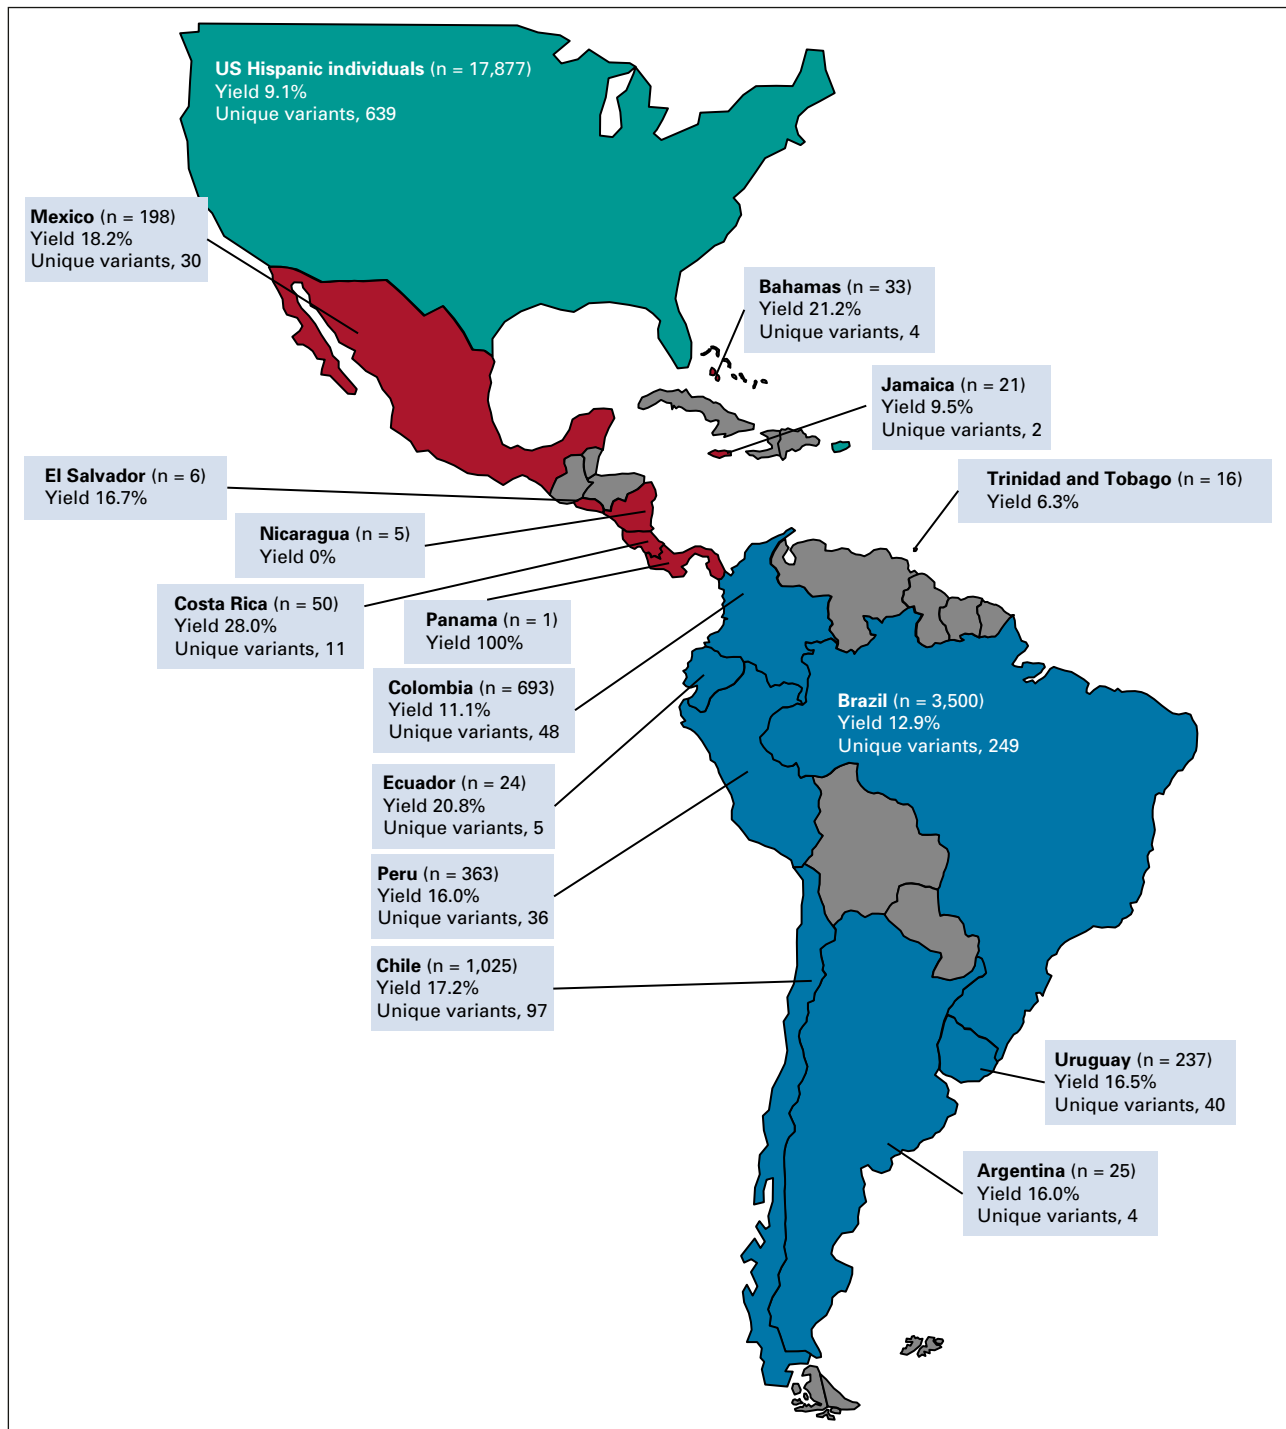 US Hispanic individuals (n = 17,877)
Yield 9.1%
Unique variants, 639
Mexico (n = 198)
Yield 18.2%
Unique variants, 30
Bahamas (n = 33)
Yield 21.2%
Unique variants, 4
Jamaica (n = 21)
Yield 9.5%
Unique variants, 2
El Salvador (n = 6)
Yield 16.7%
Trinidad and Tobago (n = 16)
Yield 6.3%
Nicaragua (n = 5)
Yield 0%
Costa Rica (n = 50)
Yield 28.0%
Unique variants, 11
Panama (n = 1)
Yield 100%
Colombia (n = 693)
Yield 11.1%
Unique variants, 48
Brazil (n = 3,500)
Yield 12.9%
Unique variants, 249
Ecuador (n = 24)
Yield 20.8%
Unique variants, 5
Peru (n = 363)
Yield 16.0%
Unique variants, 36
Chile (n = 1,025)
Yield 17.2%
Unique variants, 97
Uruguay (n = 237)
Yield 16.5%
Unique variants, 40
Argentina (n = 25)
Yield 16.0%
Unique variants, 4